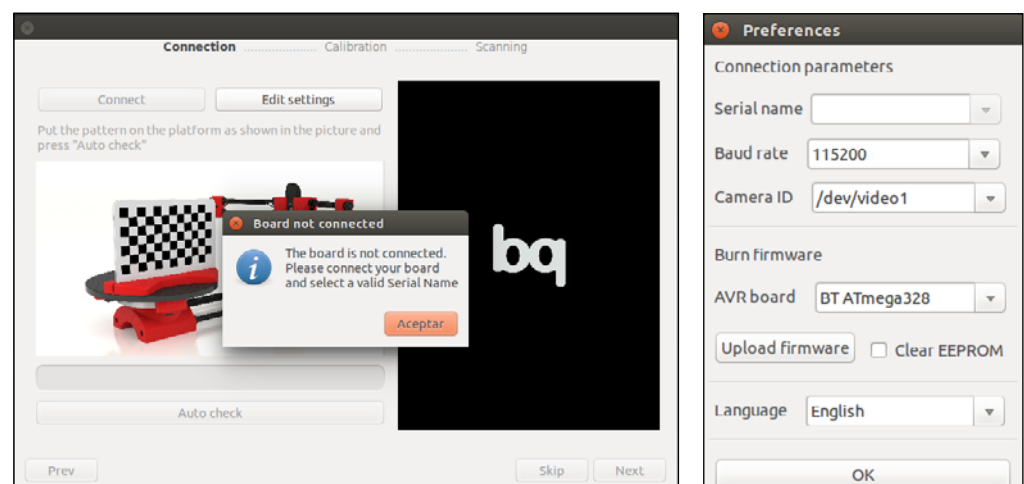 Connection ................... Calibration ................... Scanning
Connect
Edit settings
Put the pattern on the platform as shown in the picture and
press "Auto check"
Board not connected
The board is not connected.
Please connect your board
and select a valid Serial Name
Aceptar
bq
Auto check
Prev
Skip
Next
Preferences
Connection parameters
Serial name
Baud rate 115200
Camera ID /dev/video1
Burn firmware
AVR board BT ATmega328
Upload firmware Clear EEPROM
Language English
OK